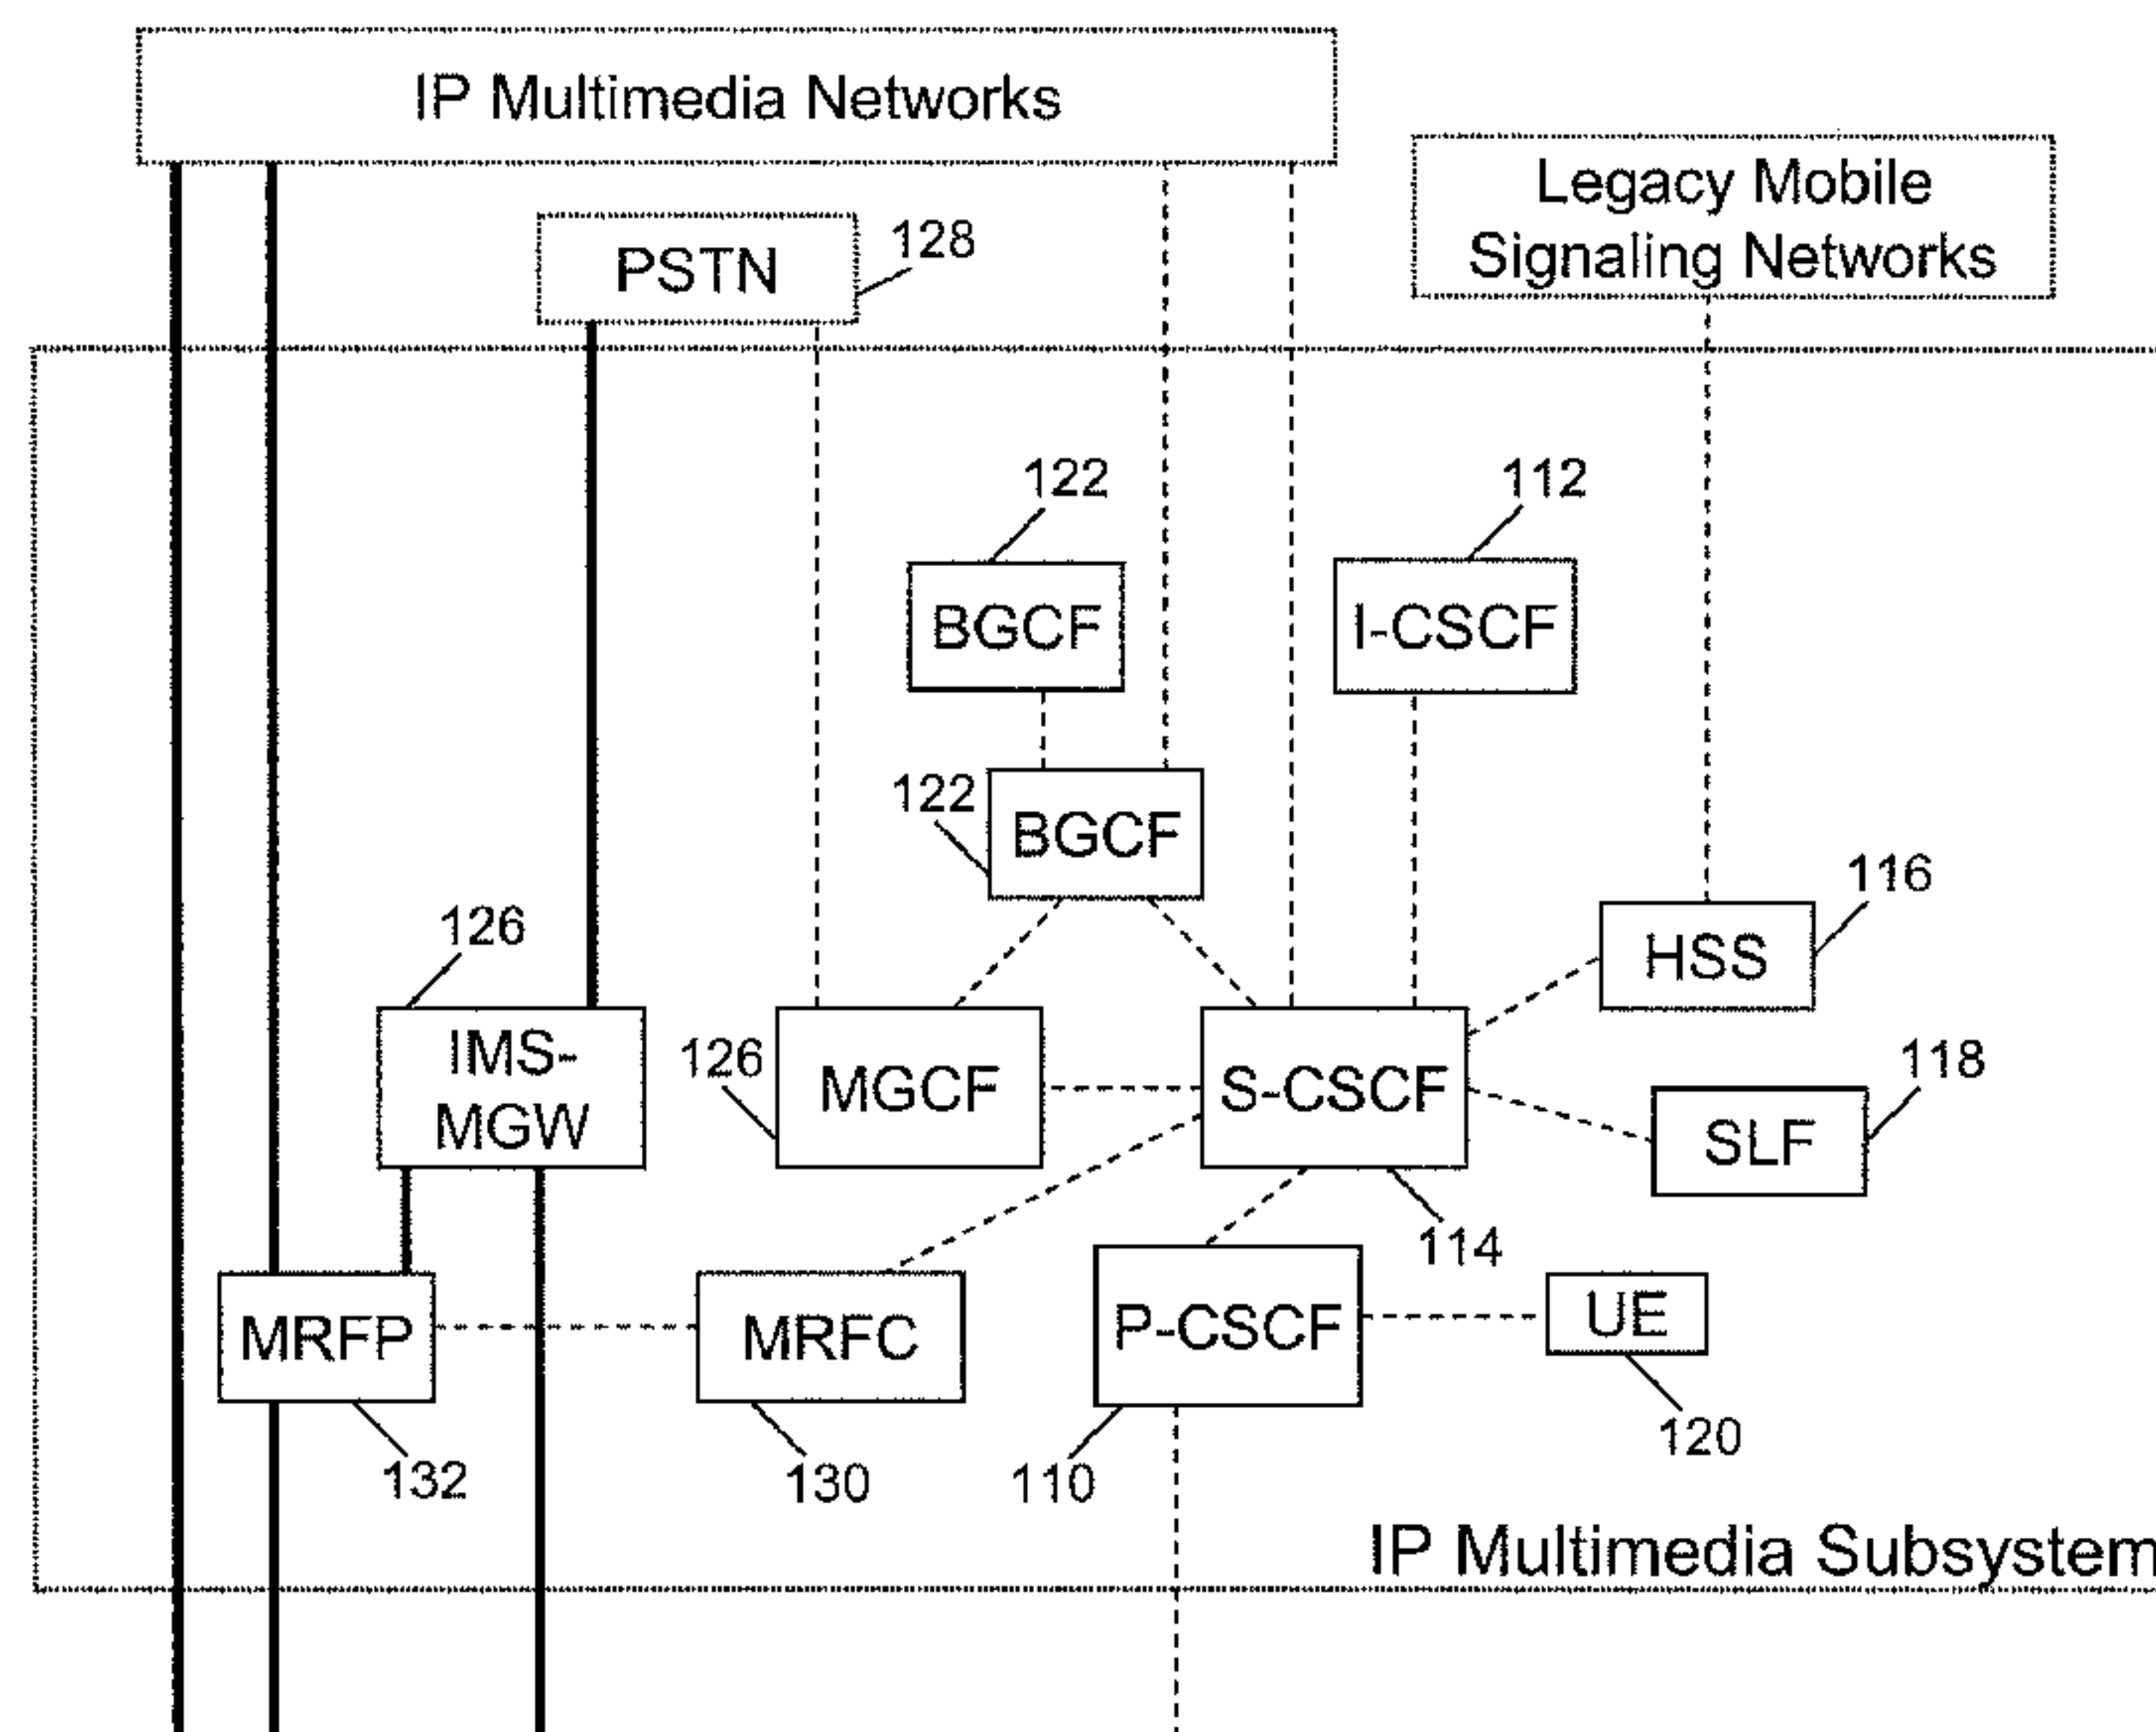 IP Multimedia Networks
Legacy Mobile
Signaling Networks
PSTN
128
122
112
BGCF
I-CSCF
122
BGCF
116
HSS
126
IMS-
MGW
126
MGCF
S-CSCF
118
SLF
114
MRFP
MRFC
P-CSCF
UE
120
132
130
110
IP Multimedia Subsystem